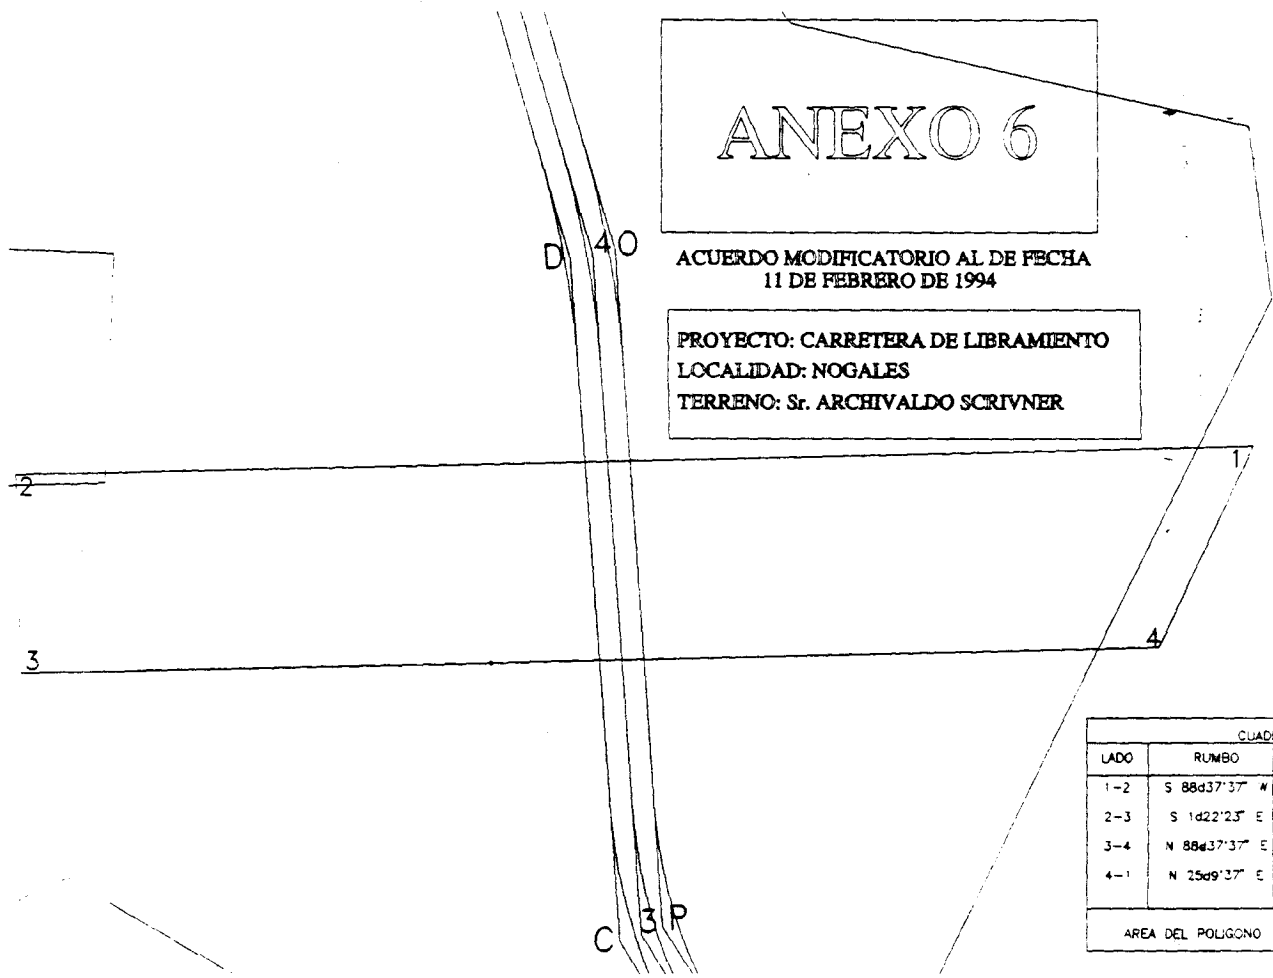 ANEXO 6
ACUERDO MODIFICATORIO AL DE FECHA
11 DE FEBRERO DE 1994
PROYECTO: CARRETERA DE LIBRAMIENTO
LOCALIDAD: NOGALES
TERRENO: Sr. ARCHIVALDO SCRIVNER
D
4 O
1
2
3
4
C
3 P
CUAD
LADO RUMBO
1-2 S 88d37'37" W
2-3 S 1d22'23" E
3-4 N 88d37'37" E
4-1 N 25d9'37" E
AREA DEL POLIGONO